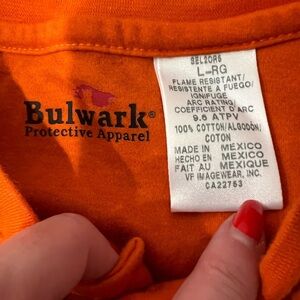 Bulwark®
Protective Apparel
SEL2OR6
L-RG
FLAME RESISTANT/
RESISTENTE A FUEGO/
IGNIFUGE
ARC RATING
COEFFICIENT D'ARC
9.6 ATPV
100% COTTON/ALGODON/
COTON
MADE IN MEXICO
HECHO EN MEXICO
FAIT AU MEXIQUE
VF IMAGEWEAR, INC.
CA22753